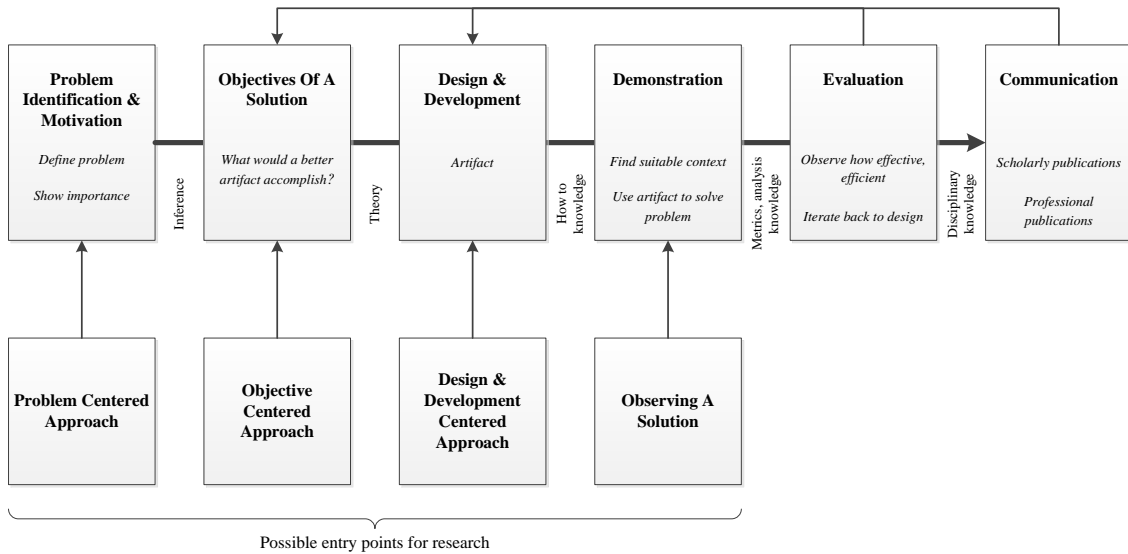 Problem
Identification &
Motivation
Define problem
Show importance
Inference
Objectives Of A
Solution
What would a better
artifact accomplish?
Theory
Design &
Development
Artifact
How to
knowledge
Demonstration
Find suitable context
Use artifact to solve
problem
Metrics, analysis
knowledge
Evaluation
Observe how effective,
efficient
Iterate back to design
Disciplinary
knowledge
Communication
Scholarly publications
Professional
publications
Problem Centered
Approach
Objective
Centered
Approach
Design &
Development
Centered
Approach
Observing A
Solution
Possible entry points for research